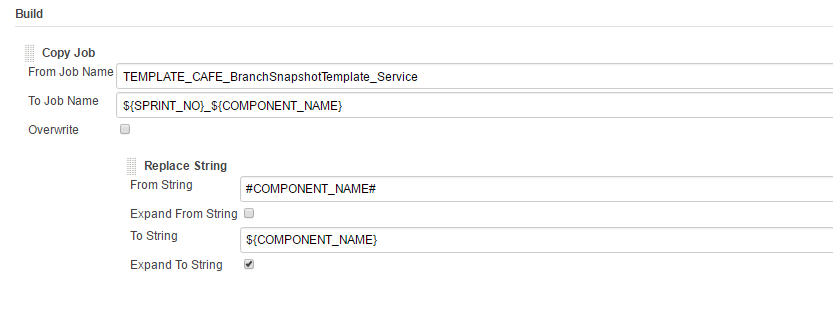 Build
Copy Job
From Job Name TEMPLATE_CAFE_BranchSnapshotTemplate_Service
To Job Name ${SPRINT_NO}_${COMPONENT_NAME}
Overwrite
Replace String
From String #COMPONENT_NAME#
Expand From String
To String ${COMPONENT_NAME}
Expand To String